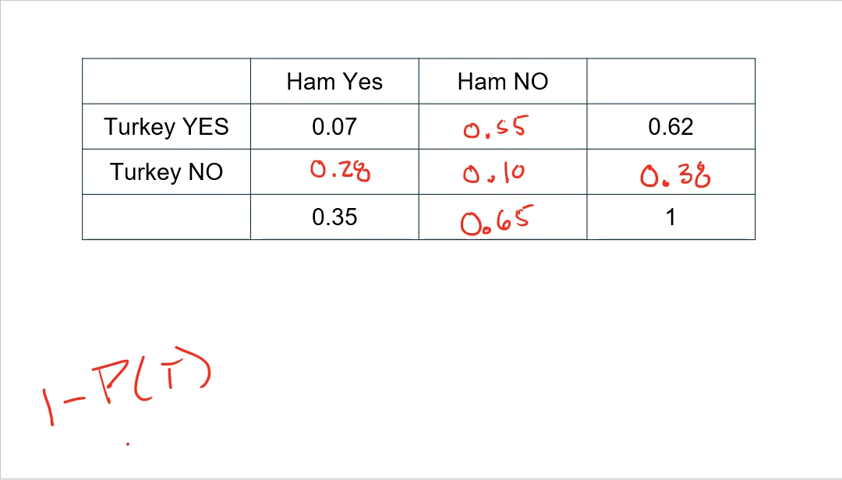 Ham Yes Ham NO
Turkey YES 0.07 0.55 0.62
Turkey NO 0.28 0.10 0.38
0.35 0.65 1
1-P(T)